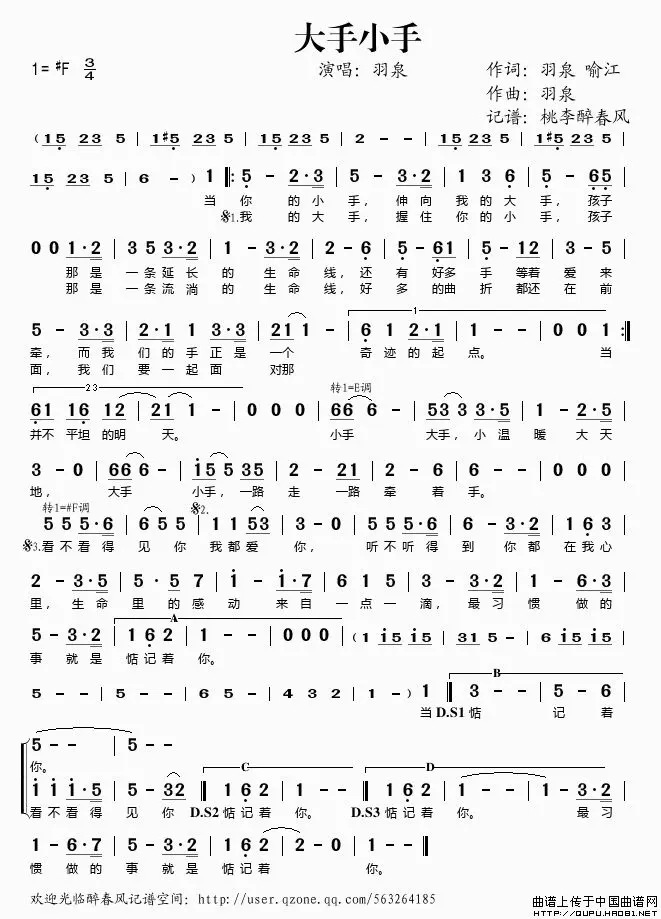 大手小手
1= #F 3/4 演唱：羽泉 作词：羽泉 喻江
作曲：羽泉
记谱：桃李醉春风
( 15 23 5 | 1#5 23 5 | 15 23 5 | 12 - - | 15 23 5 | 1#5 23 5 |
15 23 5 | 15 23 5 | 6 - ) 1 |: 5 - 2·3 | 5 - 3·2 | 1 3 6 | 5 - 65 |
当 你 的 小 手， 伸向 我 的 大 手， 孩子
𝄋1.我 的 大 手， 握住 你 的 小 手， 孩子
0 0 1·2 | 3 5 3·2 | 1 - 3·2 | 2 - 6 | 5 - 61 | 5 - 12 | 3 - 5 |
那是 一条延长 的 生命 线，还 有 好多 手 等着 爱 来
那是 一条流淌 的 生命 线，好 多 的曲 折 都还 在 前
5 - 3·3 | 2·1 1 3·3 | 21 1 - | 6 1 2·1 | 1 - - | 0 0 1 :|
1
牵， 而我 们的手正是 一个 奇迹的起 点。 当
面，我们 要一起面 对那
23
61 16 12 | 21 1 - | 0 0 0 | 66 6 - | 53 3 3·5 | 1 - 2·5 |
转1=E调
并不 平坦的明 天。 小手 大手，小温 暖 大天
3 - 0 | 66 6 - | i5 5 35 | 2 - 21 | 2 - 6 | 6 - - | 0 0 0 |
地， 大手 小手，一路 走 一路 牵 着 手。
转1=#F调 𝄋2.
5 5 5·6 | 6 5 5 | 1 1 53 | 3 - 0 | 5 5 5·6 | 6 - 3·2 | 1 6 3 |
𝄋3.看不看得 见 你 我都爱 你， 听不听得 到 你都 在我心
2 - 3·5 | 5 · 5 7 | i - i·7 | 6 1 5 | 3 - 3·2 | 1 - 6·3 |
里，生命 里 的 感 动 来自 一点一 滴， 最习 惯 做的
A
5 - 3·2 | 1 6 2 | 1 - - | 0 0 0 | (1 i5 i5 | 31 5 - | 6 i5 i5 |
事 就是 惦记着 你。
B
5 - 5 | 5 - 5 | 6 5 - | 4 3 2 | 1 - ) 1 | 3 - - | 5 - 6 |
当D.S1惦 记 着
5 - - | 5 - - |
你。
C D
i i i·5 | 5 - 32 | 1 6 2 | 1 - - | 1 6 2 | 1 - - | 3·2 |
看不看得 见 你 D.S2惦记着 你。 D.S3惦记着 你。 最习
1 - 6·7 | 5 - 3·2 | 1 6 2 | 2 - 0 | 1 - - |
惯 做的 事 就是 惦记着 你。
欢迎光临醉春风记谱空间：http://user.qzone.qq.com/563264185
曲谱上传于中国曲谱网
http://QUPU.HAO81.NET